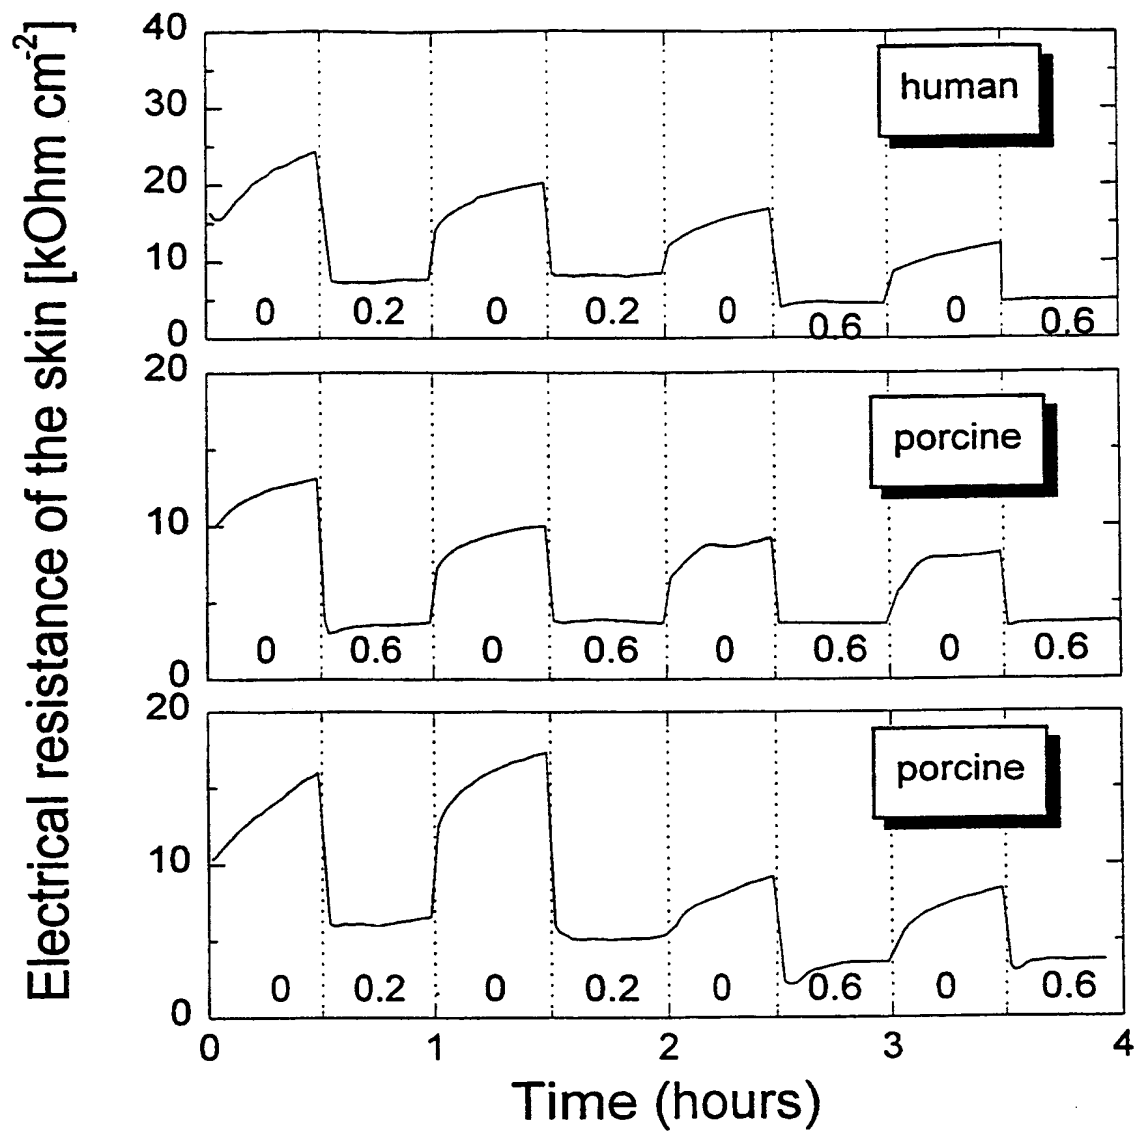 Electrical resistance of the skin [kOhm cm-2]
40
30
20
10
0
human
0 0.2 0 0.2 0 0.6 0 0.6
20
10
0
porcine
0 0.6 0 0.6 0 0.6 0 0.6
20
10
0
porcine
0 0.2 0 0.2 0 0.6 0 0.6
0 1 2 3 4
Time (hours)